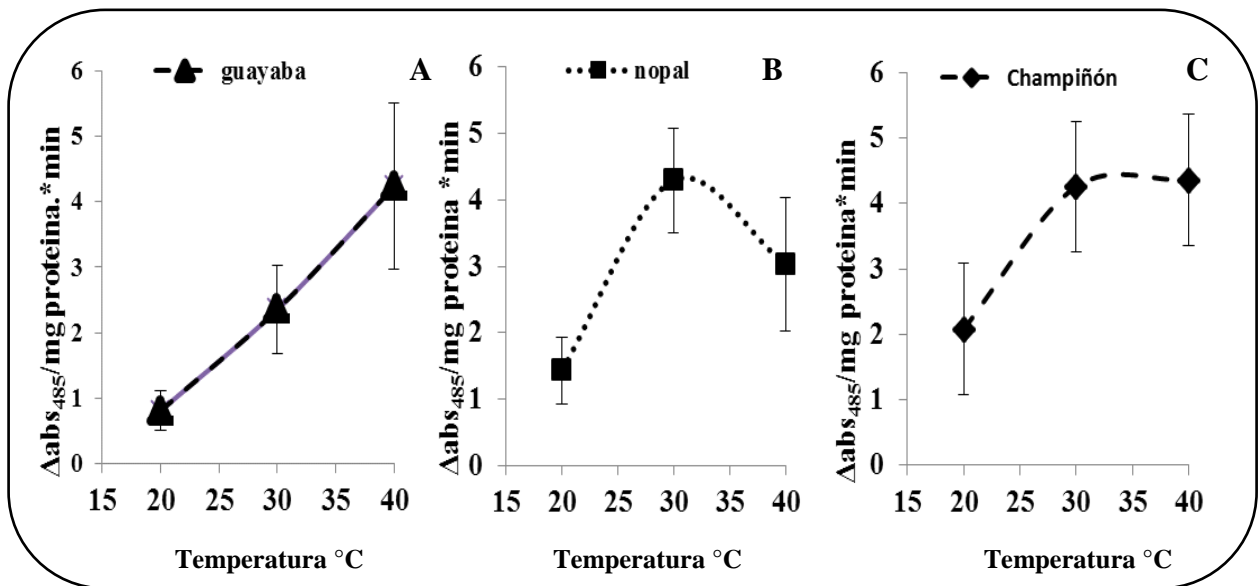 guayaba
A
Δabs485/mgproteina.*min
6
5
4
3
2
1
0
15 20 25 30 35 40
Temperatura °C
nopal
B
Δabs485/mg proteina *min
6
5
4
3
2
1
0
15 20 25 30 35 40
Temperatura °C
Champiñón
C
Δabs485/mg proteina*min
6
5
4
3
2
1
0
15 20 25 30 35 40
Temperatura °C